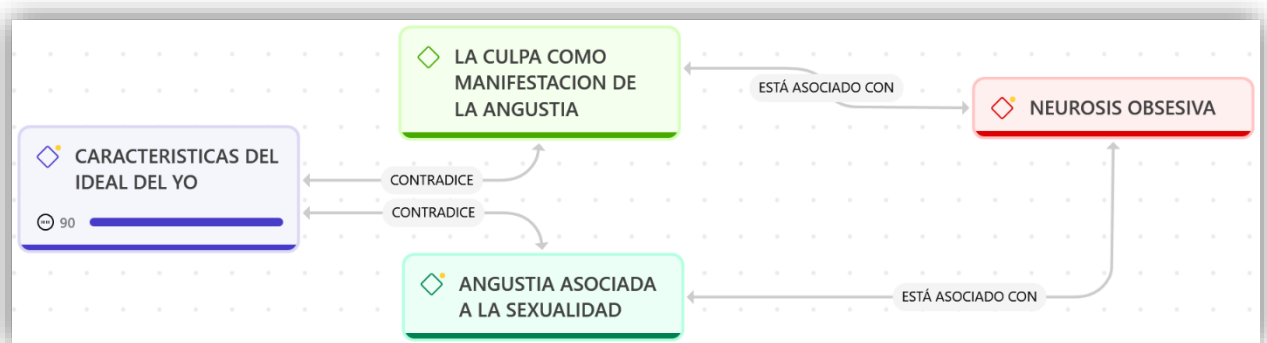 LA CULPA COMO
MANIFESTACION DE
LA ANGUSTIA
ESTÁ ASOCIADO CON
NEUROSIS OBSESIVA
CARACTERISTICAS DEL
IDEAL DEL YO
90
CONTRADICE
CONTRADICE
ANGUSTIA ASOCIADA
A LA SEXUALIDAD
ESTÁ ASOCIADO CON